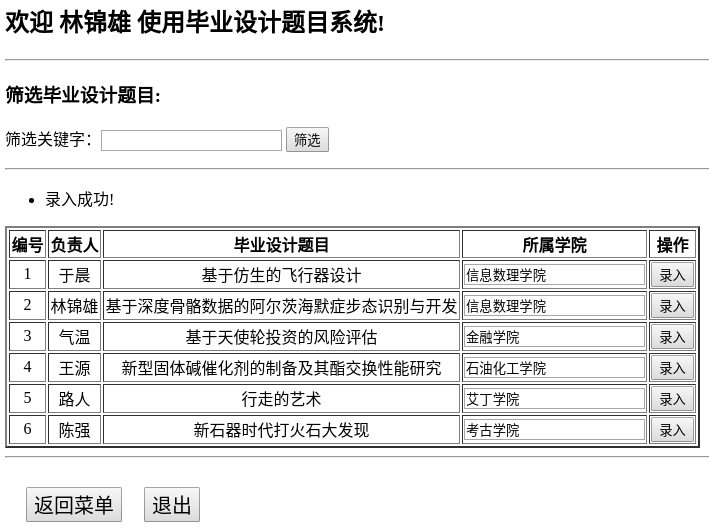 欢迎 林锦雄 使用毕业设计题目系统!
筛选毕业设计题目:
筛选关键字： 筛选
录入成功!
编号 负责人 毕业设计题目 所属学院 操作
1 于晨 基于仿生的飞行器设计 信息数理学院 录入
2 林锦雄 基于深度骨骼数据的阿尔茨海默症步态识别与开发 信息数理学院 录入
3 气温 基于天使轮投资的风险评估 金融学院 录入
4 王源 新型固体碱催化剂的制备及其酯交换性能研究 石油化工学院 录入
5 路人 行走的艺术 艾丁学院 录入
6 陈强 新石器时代打火石大发现 考古学院 录入
返回菜单 退出